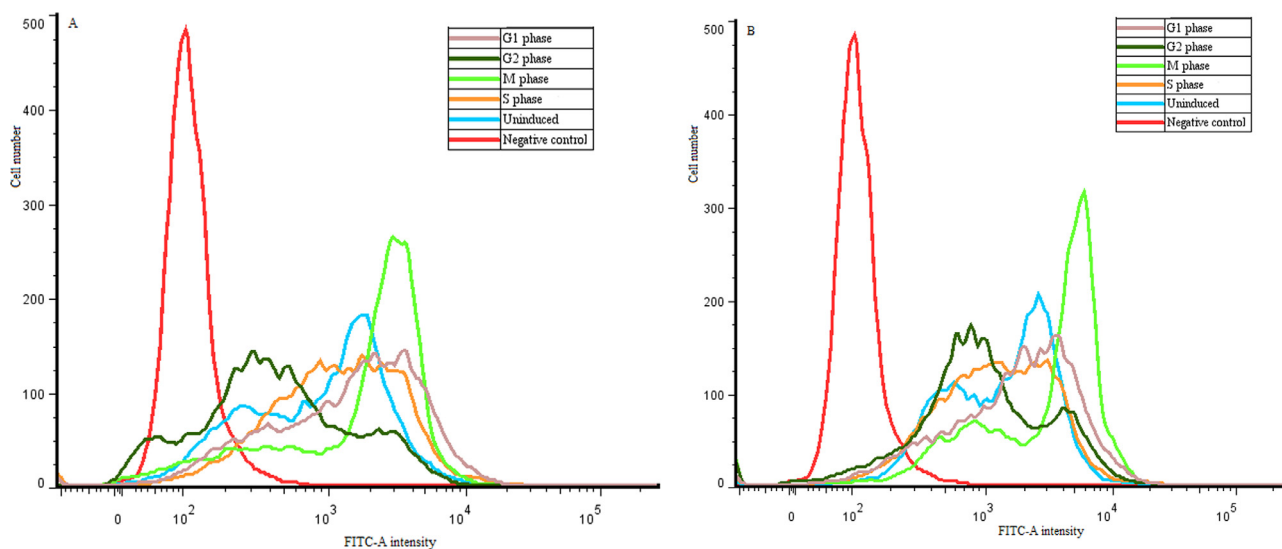 A
500
400
300
200
100
0
Cell number
G1 phase
G2 phase
M phase
S phase
Uninduced
Negative control
0 10^2 10^3 10^4 10^5
FITC-A intensity
B
500
400
300
200
100
0
Cell number
G1 phase
G2 phase
M phase
S phase
Uninduced
Negative control
0 10^2 10^3 10^4 10^5
FITC-A intensity